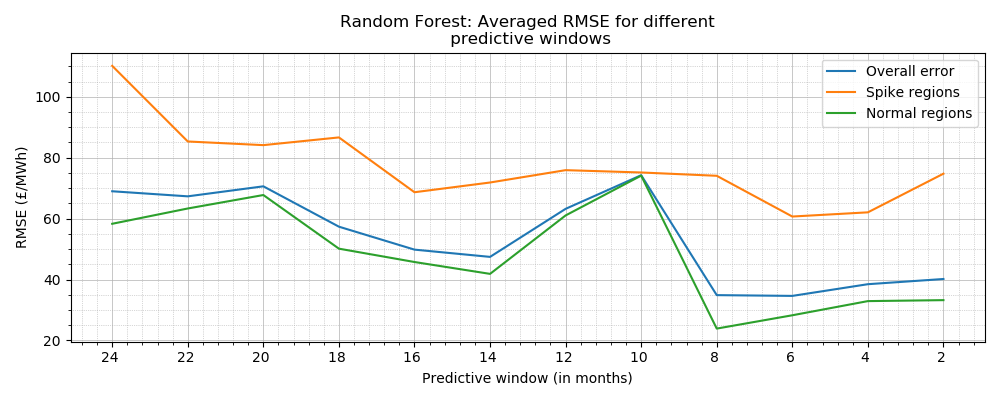 Random Forest: Averaged RMSE for different
predictive windows
Overall error
Spike regions
Normal regions
RMSE (£/MWh)
100
80
60
40
20
24 22 20 18 16 14 12 10 8 6 4 2
Predictive window (in months)